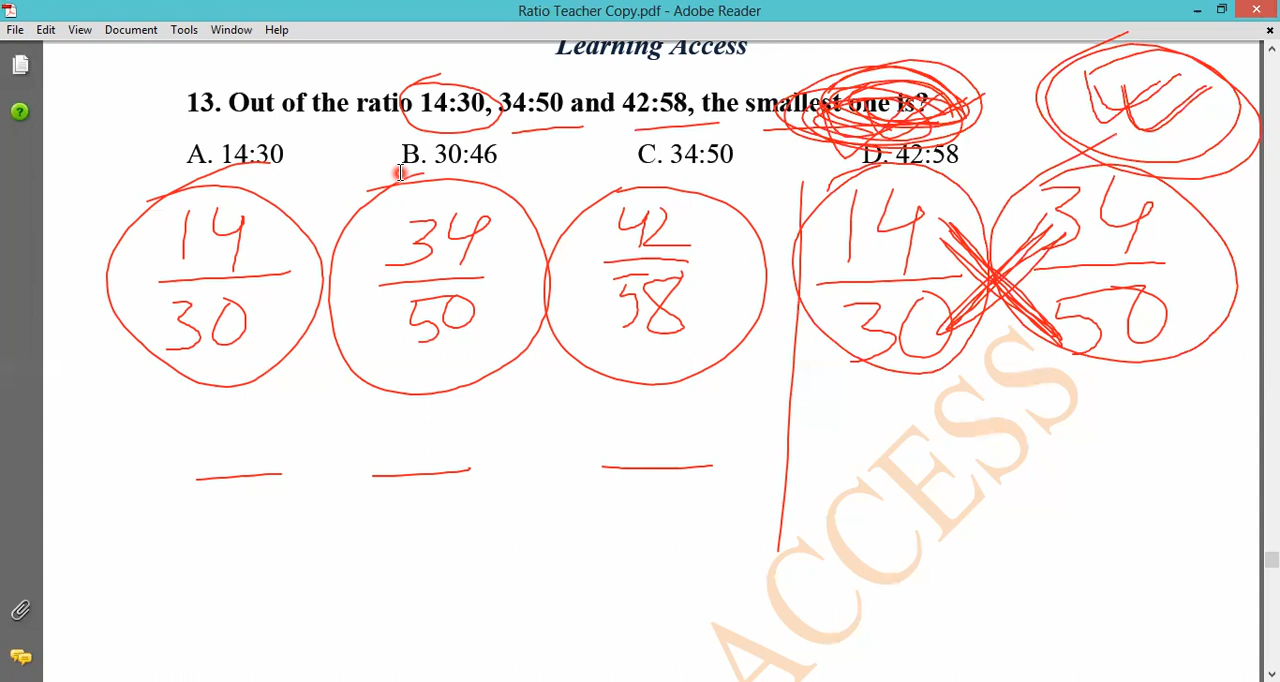 Ratio Teacher Copy.pdf - Adobe Reader
File Edit View Document Tools Window Help
Learning Access
13. Out of the ratio 14:30, 34:50 and 42:58, the smallest one is?
A. 14:30 B. 30:46 C. 34:50 D. 42:58
14 34 42 14 34
30 50 58 30 50
ACCESS